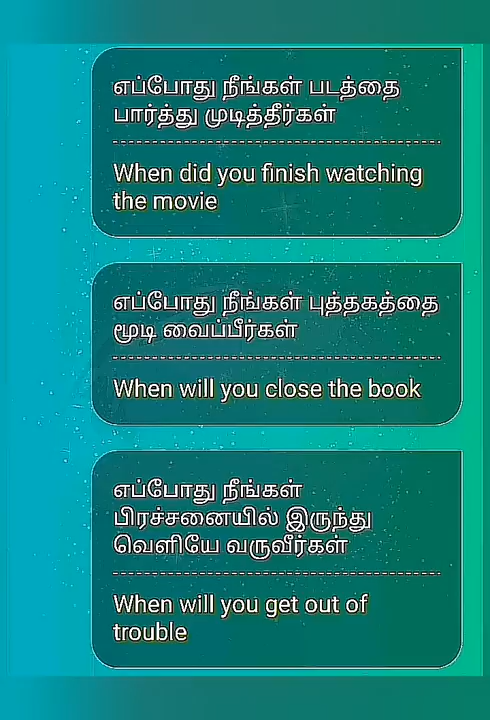 எப்போது நீங்கள் படத்தை
பார்த்து முடித்தீர்கள்
When did you finish watching
the movie
எப்போது நீங்கள் புத்தகத்தை
மூடி வைப்பீர்கள்
When will you close the book
எப்போது நீங்கள்
பிரச்சனையில் இருந்து
வெளியே வருவீர்கள்
When will you get out of
trouble